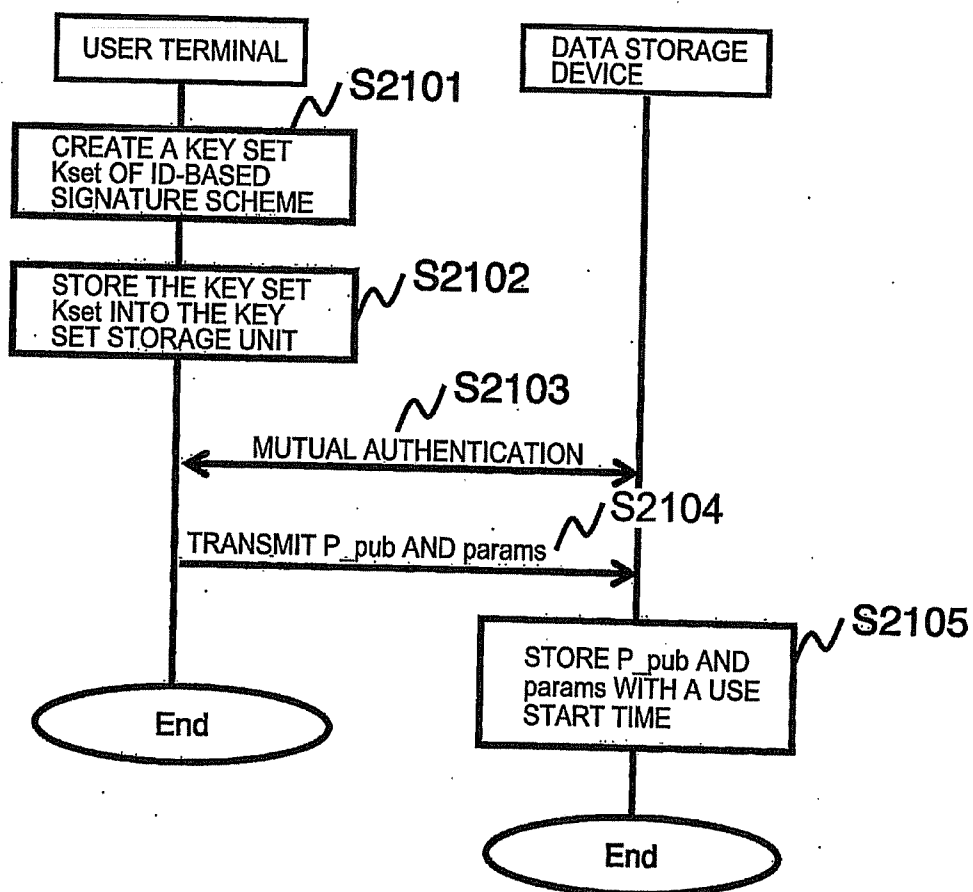 USER TERMINAL
DATA STORAGE
DEVICE
S2101
CREATE A KEY SET
Kset OF ID-BASED
SIGNATURE SCHEME
S2102
STORE THE KEY SET
Kset INTO THE KEY
SET STORAGE UNIT
S2103
MUTUAL AUTHENTICATION
S2104
TRANSMIT P_pub AND params
S2105
STORE P_pub AND
params WITH A USE
START TIME
End
End